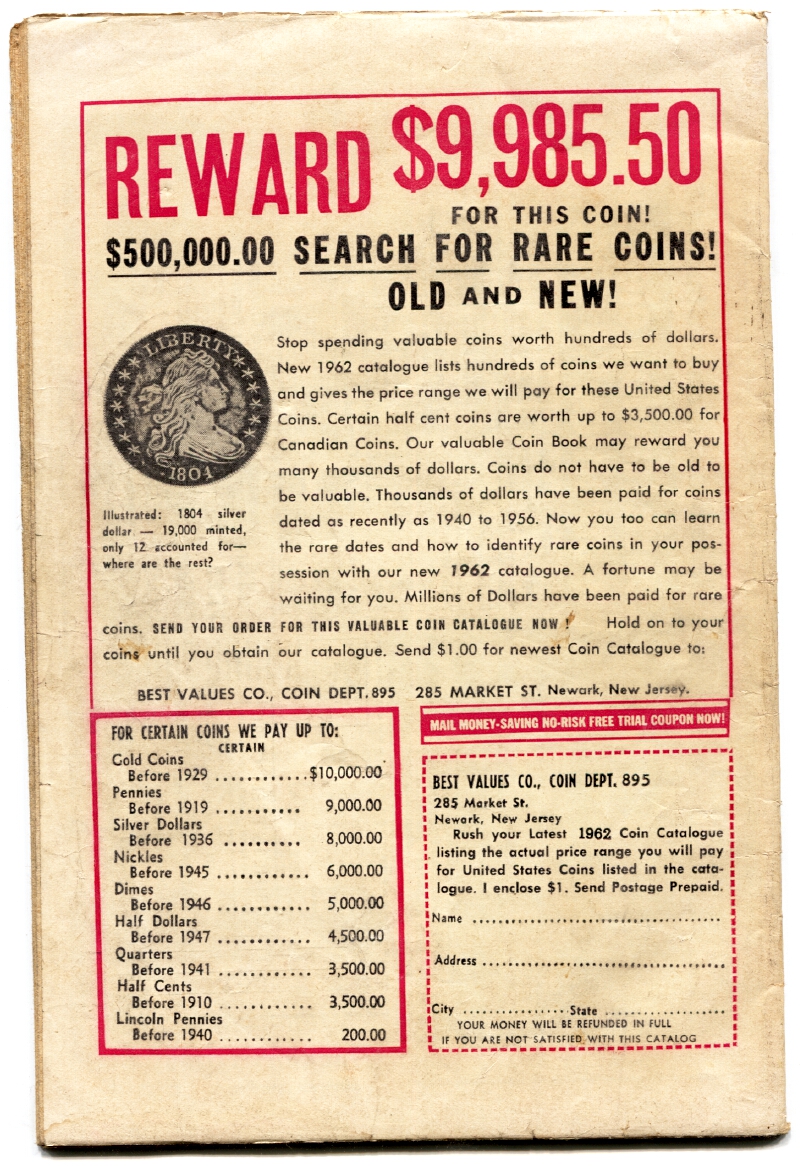 REWARD $9,985.50
FOR THIS COIN!
$500,000.00 SEARCH FOR RARE COINS!
OLD AND NEW!
LIBERTY
1804
Illustrated: 1804 silver
dollar — 19,000 minted,
only 12 accounted for—
where are the rest?
Stop spending valuable coins worth hundreds of dollars.
New 1962 catalogue lists hundreds of coins we want to buy
and gives the price range we will pay for these United States
Coins. Certain half cent coins are worth up to $3,500.00 for
Canadian Coins. Our valuable Coin Book may reward you
many thousands of dollars. Coins do not have to be old to
be valuable. Thousands of dollars have been paid for coins
dated as recently as 1940 to 1956. Now you too can learn
the rare dates and how to identify rare coins in your pos-
session with our new 1962 catalogue. A fortune may be
waiting for you. Millions of Dollars have been paid for rare
coins. SEND YOUR ORDER FOR THIS VALUABLE COIN CATALOGUE NOW ! Hold on to your
coins until you obtain our catalogue. Send $1.00 for newest Coin Catalogue to:
BEST VALUES CO., COIN DEPT. 895 285 MARKET ST. Newark, New Jersey.
FOR CERTAIN COINS WE PAY UP TO:
CERTAIN
Gold Coins
Before 1929 ............$10,000.00
Pennies
Before 1919 ........... 9,000.00
Silver Dollars
Before 1936 .......... 8,000.00
Nickles
Before 1945 ............ 6,000.00
Dimes
Before 1946 ............ 5,000.00
Half Dollars
Before 1947 ............ 4,500.00
Quarters
Before 1941 ............ 3,500.00
Half Cents
Before 1910 ............ 3,500.00
Lincoln Pennies
Before 1940 ............ 200.00
MAIL MONEY-SAVING NO-RISK FREE TRIAL COUPON NOW!
BEST VALUES CO., COIN DEPT. 895
285 Market St.
Newark, New Jersey
Rush your Latest 1962 Coin Catalogue
listing the actual price range you will pay
for United States Coins listed in the cata-
logue. I enclose $1. Send Postage Prepaid.
Name ........................................
Address ........................................
City .................State .....................
YOUR MONEY WILL BE REFUNDED IN FULL
IF YOU ARE NOT SATISFIED WITH THIS CATALOG